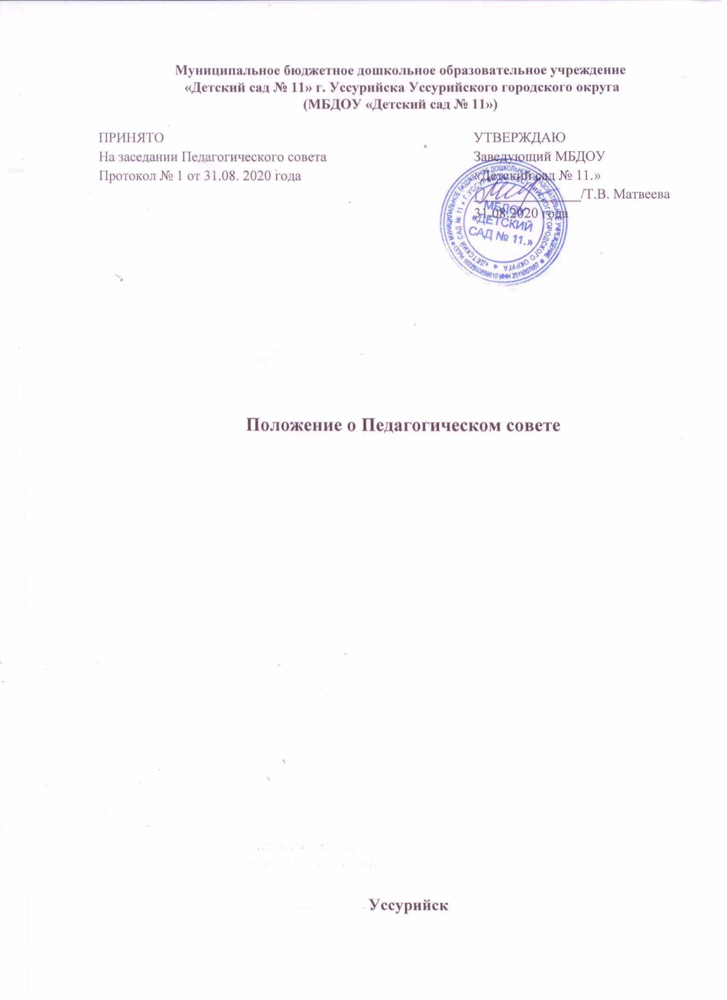 Муниципальное бюджетное дошкольное образовательное учреждение
«Детский сад № 11» г. Уссурийска Уссурийского городского округа
(МБДОУ «Детский сад № 11»)
ПРИНЯТО
На заседании Педагогического совета
Протокол № 1 от 31.08. 2020 года
УТВЕРЖДАЮ
Заведующий МБДОУ
«Детский сад № 11.»
/Т.В. Матвеева
31.08.2020 года
МУНИЦИПАЛЬНОЕ БЮДЖЕТНОЕ ДОШКОЛЬНОЕ ОБРАЗОВАТЕЛЬНОЕ УЧРЕЖДЕНИЕ
ОГРН 1022500859810 ИНН 2511007857
«ДЕТСКИЙ САД № 11.» Г.УССУРИЙСКА УССУРИЙСКОГО ГОРОДСКОГО ОКРУГА
МБДОУ
«ДЕТСКИЙ
САД № 11.»
Положение о Педагогическом совете
Уссурийск